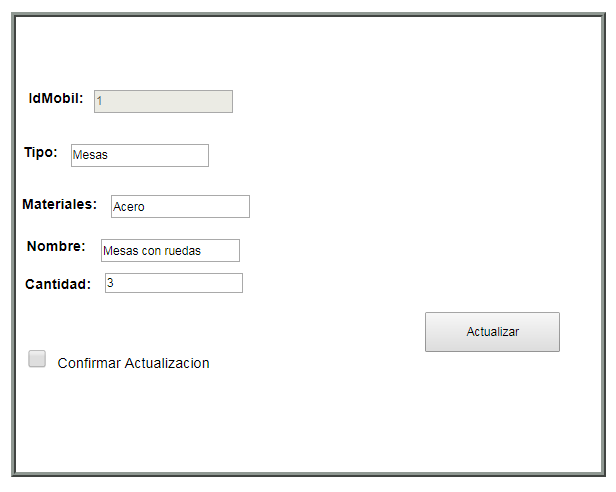 IdMobil: 1
Tipo: Mesas
Materiales: Acero
Nombre: Mesas con ruedas
Cantidad: 3
Actualizar
Confirmar Actualizacion